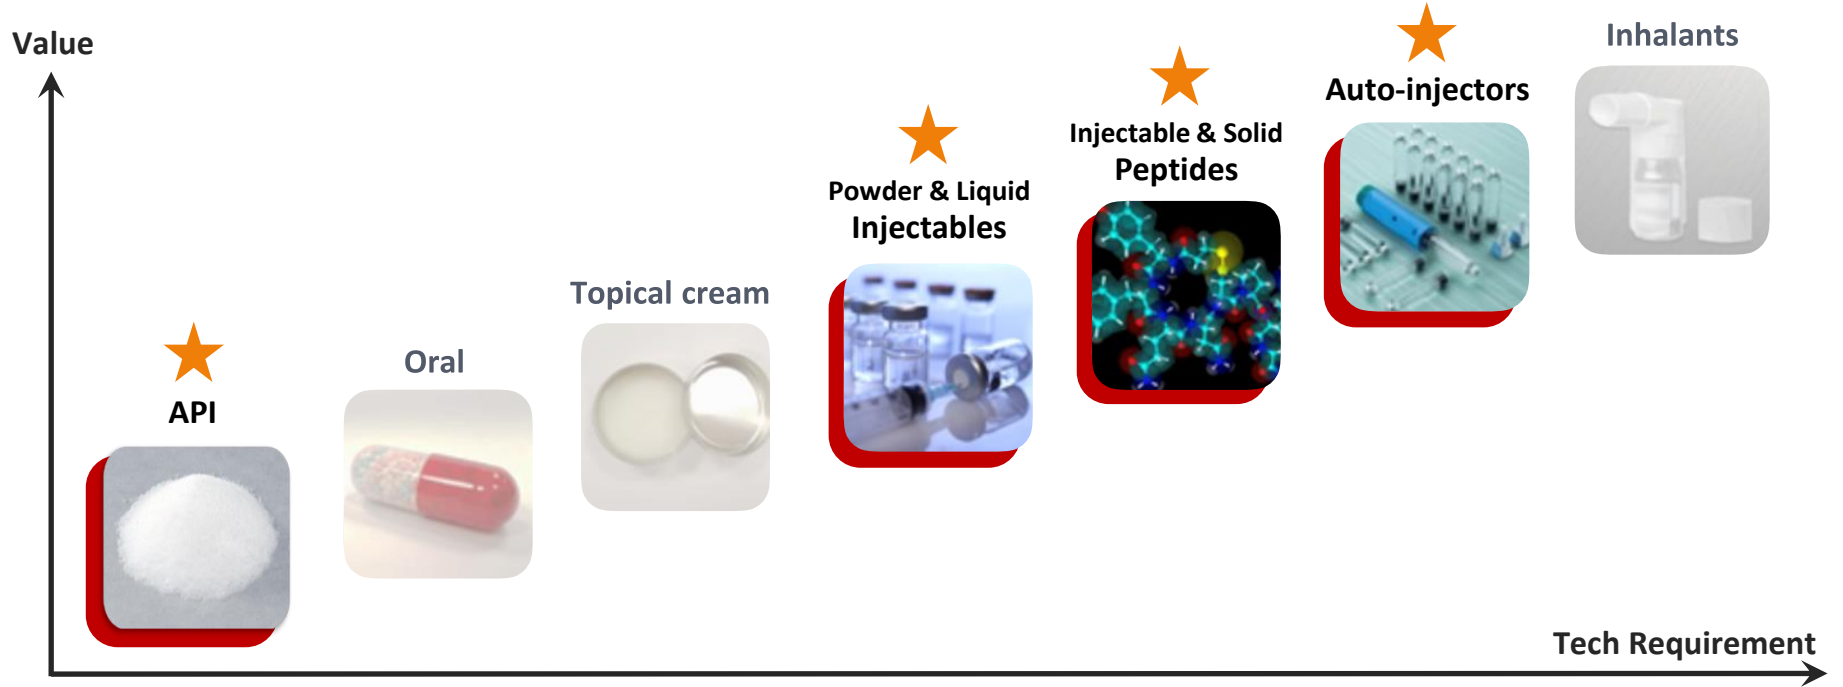 Value
API
Oral
Topical cream
Powder & Liquid
Injectables
Injectable & Solid
Peptides
Auto-injectors
Inhalants
Tech Requirement